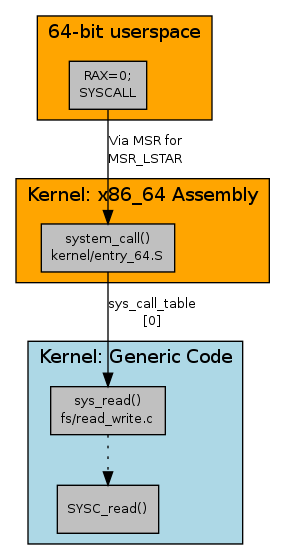 64-bit userspace
RAX=0;
SYSCALL
Via MSR for
MSR_LSTAR
Kernel: x86_64 Assembly
system_call()
kernel/entry_64.S
sys_call_table
[0]
Kernel: Generic Code
sys_read()
fs/read_write.c
SYSC_read()